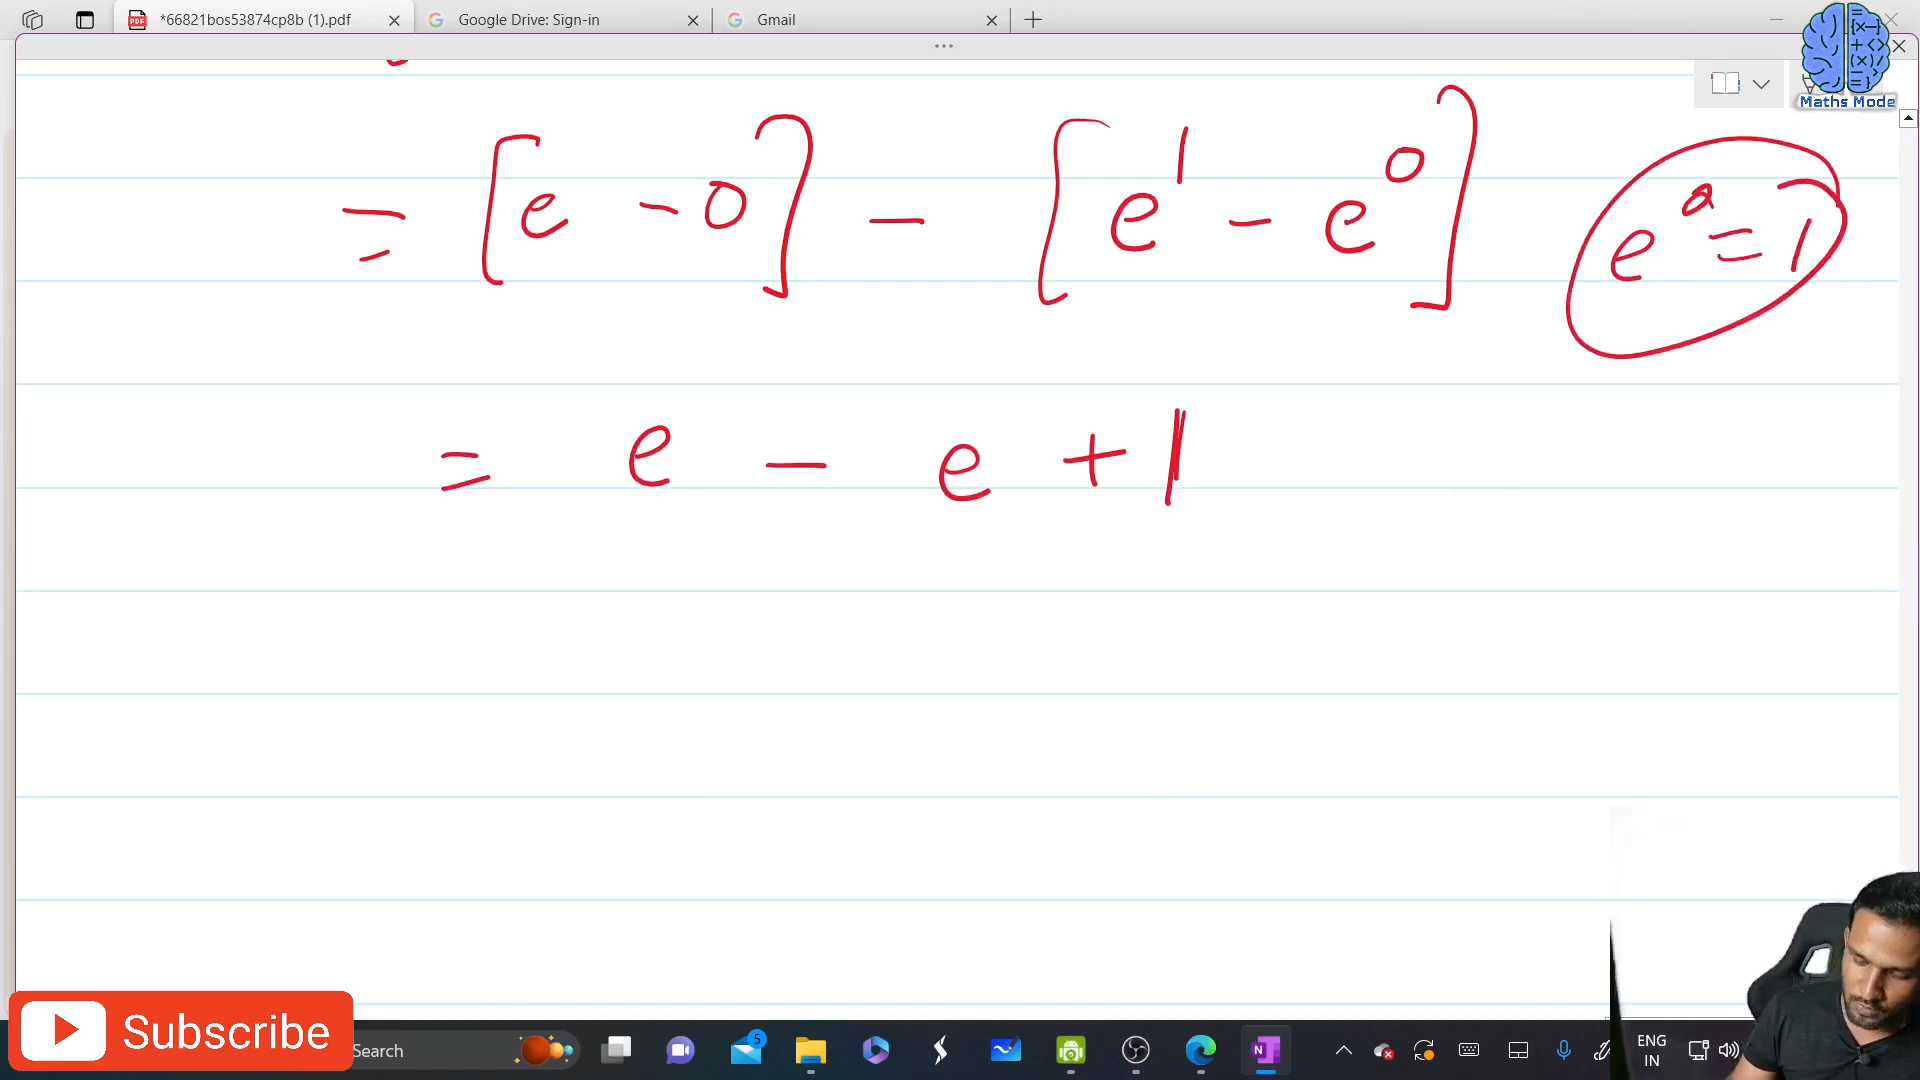 *66821bos53874cp8b (1).pdf
Google Drive: Sign-in
Gmail
Maths Mode
= [e - 0] - [e¹ - e⁰]
e⁰ = 1
= e - e + 1
Subscribe
Search
5
ENG
IN